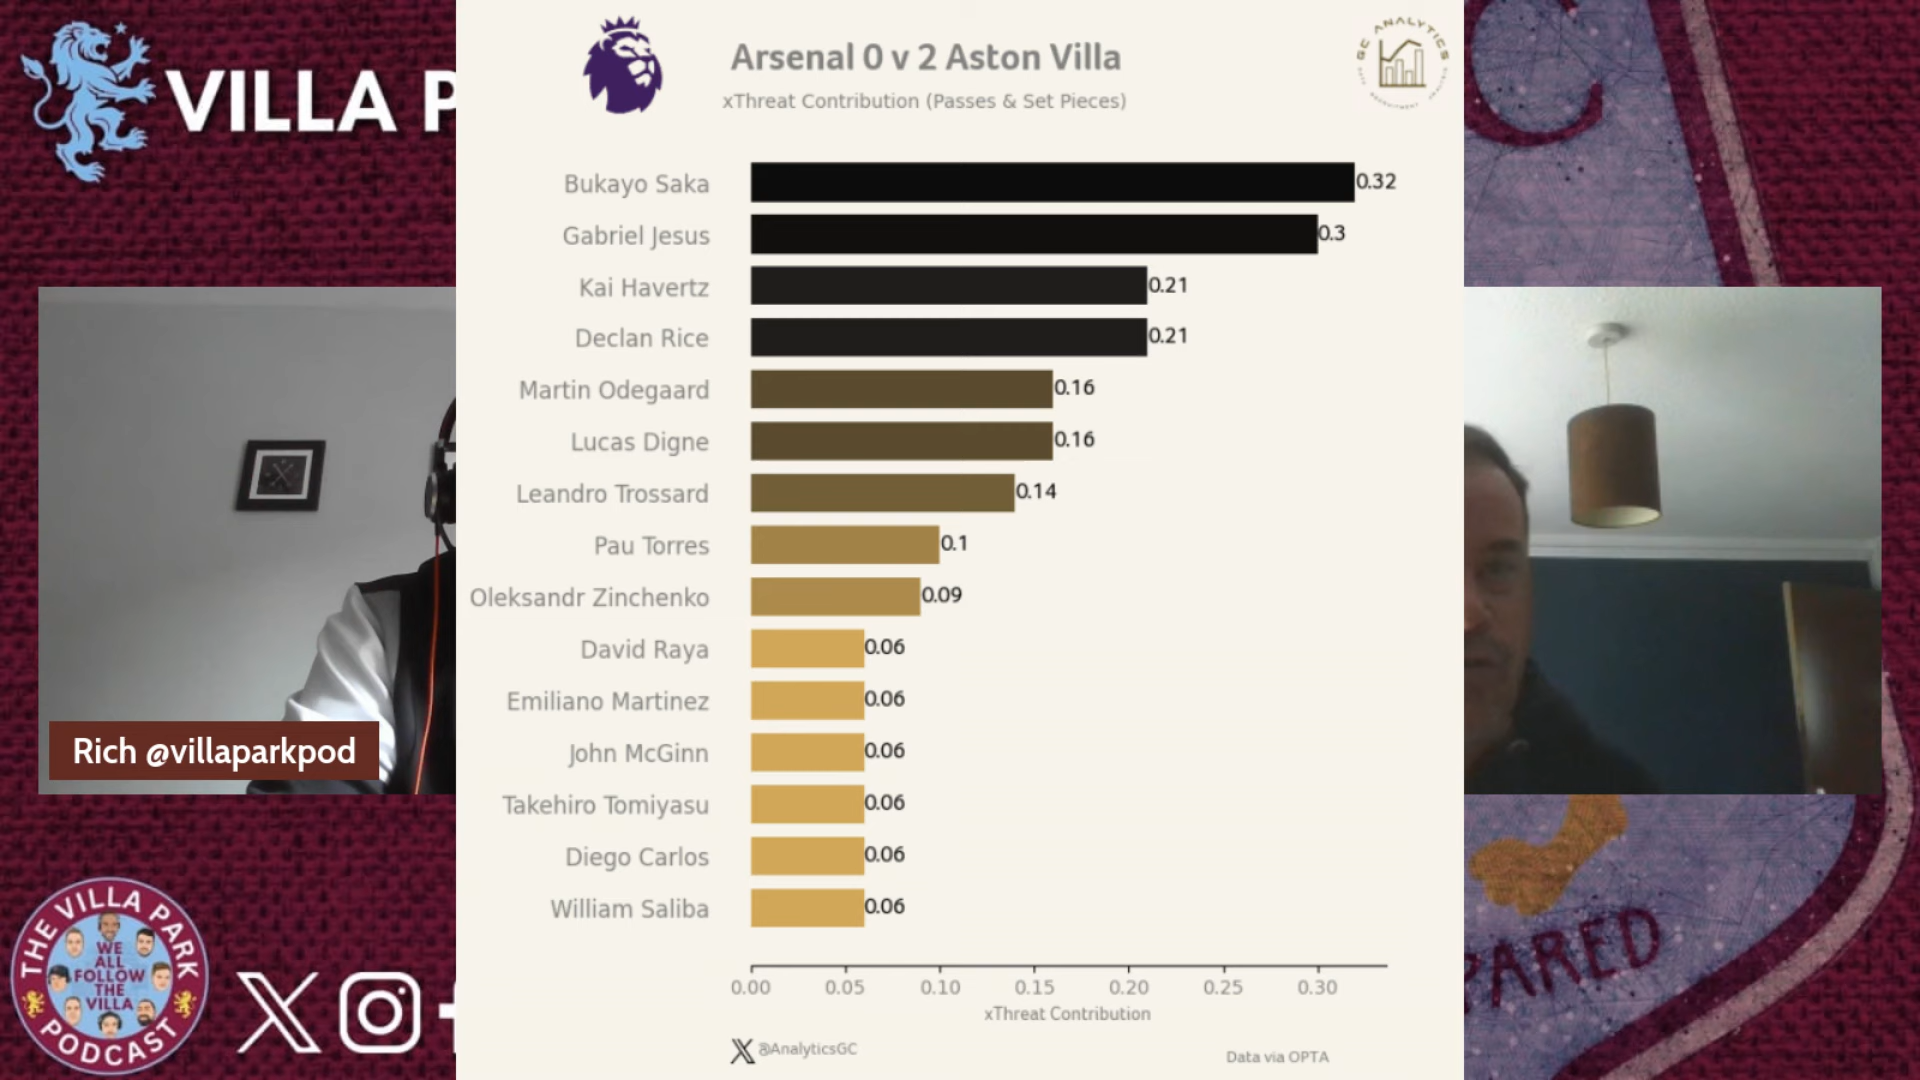 VILLA P
Arsenal 0 v 2 Aston Villa
xThreat Contribution (Passes & Set Pieces)
GC ANALYTICS
Bukayo Saka 0.32
Gabriel Jesus 0.3
Kai Havertz 0.21
Declan Rice 0.21
Martin Odegaard 0.16
Lucas Digne 0.16
Leandro Trossard 0.14
Pau Torres 0.1
Oleksandr Zinchenko 0.09
David Raya 0.06
Emiliano Martinez 0.06
John McGinn 0.06
Takehiro Tomiyasu 0.06
Diego Carlos 0.06
William Saliba 0.06
0.00 0.05 0.10 0.15 0.20 0.25 0.30
xThreat Contribution
@AnalyticsGC
Data via OPTA
Rich @villaparkpod
THE VILLA PARK
WE
ALL
FOLLOW
THE
VILLA
PODCAST
PARED